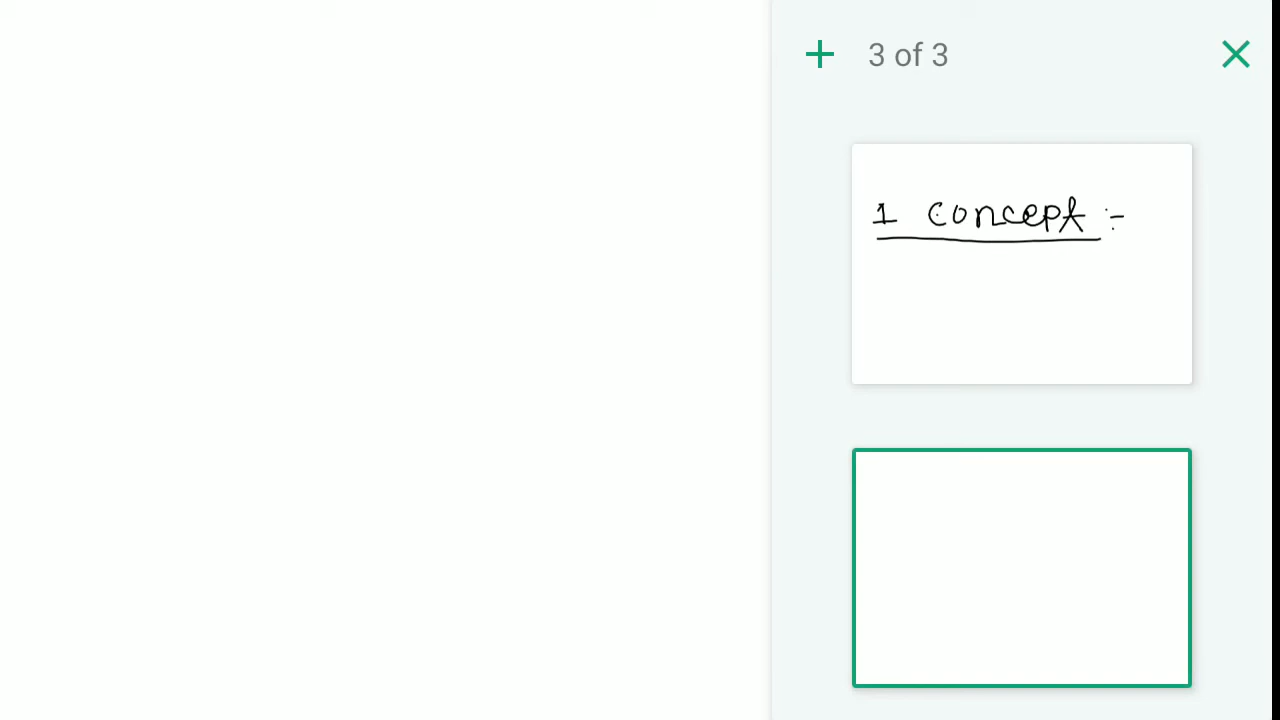 3 of 3
1 concept :-